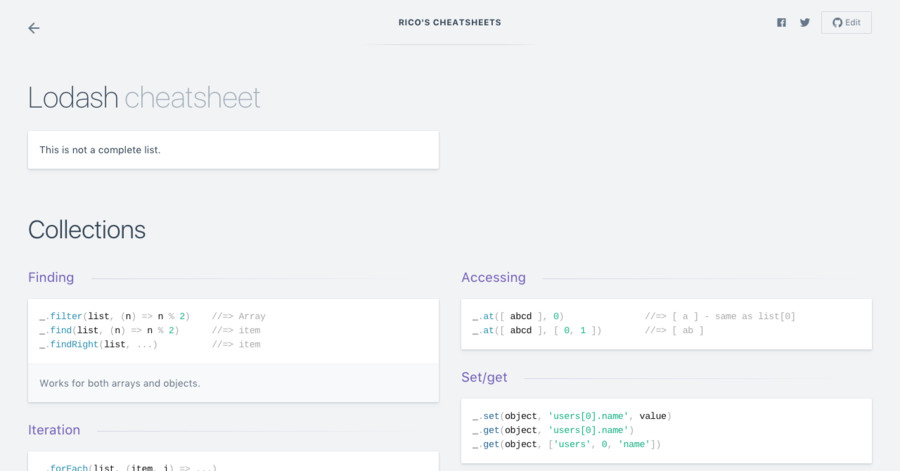 RICO'S CHEATSHEETS
Edit
Lodash cheatsheet
This is not a complete list.
Collections
Finding
_.filter(list, (n) => n % 2)    //=> Array
_.find(list, (n) => n % 2)      //=> item
_.findRight(list, ...)          //=> item
Works for both arrays and objects.
Iteration
_.forEach(list, (item, i) => ...)
Accessing
_.at([ abcd ], 0)               //=> [ a ] - same as list[0]
_.at([ abcd ], [ 0, 1 ])        //=> [ ab ]
Set/get
_.set(object, 'users[0].name', value)
_.get(object, 'users[0].name')
_.get(object, ['users', 0, 'name'])